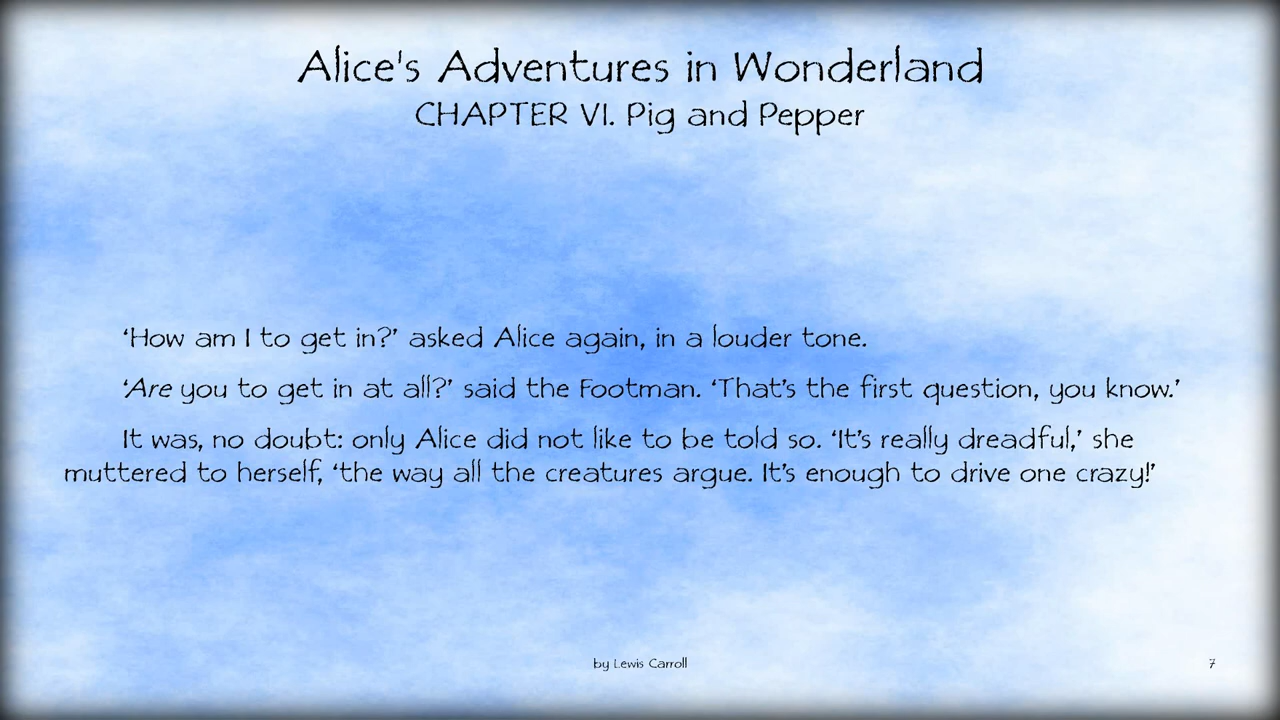 Alice's Adventures in Wonderland
CHAPTER VI. Pig and Pepper
‘How am I to get in?’ asked Alice again, in a louder tone.
‘Are you to get in at all?’ said the Footman. ‘That’s the first question, you know.’
It was, no doubt: only Alice did not like to be told so. ‘It’s really dreadful,’ she
muttered to herself, ‘the way all the creatures argue. It’s enough to drive one crazy!’
by Lewis Carroll
7